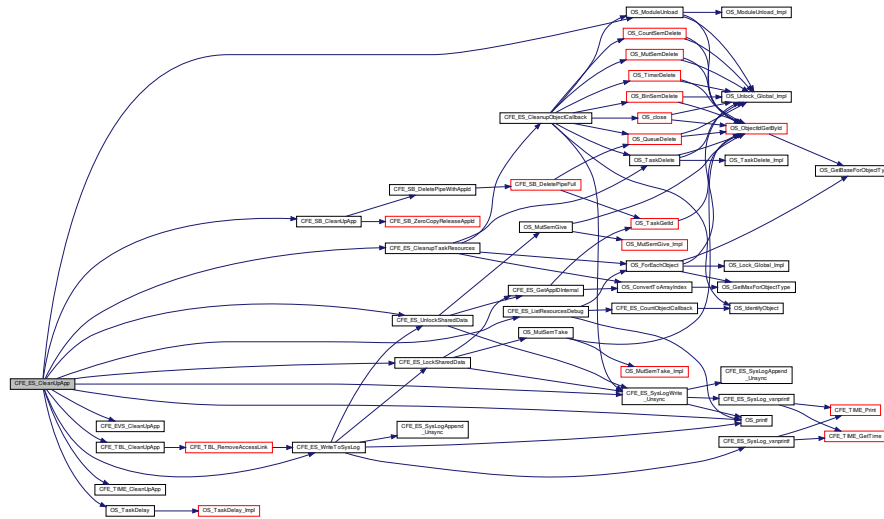 OS_ModuleUnload
OS_ModuleUnload_Impl
OS_CountSemDelete
OS_MutSemDelete
OS_TimerDelete
OS_BinSemDelete
OS_Unlock_Global_Impl
CFE_ES_CleanupObjectCallback
OS_close
OS_ObjectIdGetById
OS_QueueDelete
OS_TaskDelete
OS_TaskDelete_Impl
OS_GetBaseForObjectTy
CFE_SB_DeletePipeWithAppId
CFE_SB_DeletePipeFull
CFE_SB_CleanUpApp
CFE_SB_ZeroCopyReleaseAppId
OS_TaskGetId
OS_MutSemGive
OS_MutSemGive_Impl
CFE_ES_CleanupTaskResources
OS_ForEachObject
OS_Lock_Global_Impl
CFE_ES_GetAppIDInternal
OS_ConvertToArrayIndex
OS_GetMaxForObjectType
CFE_ES_ListResourcesDebug
CFE_ES_CountObjectCallback
OS_IdentifyObject
CFE_ES_UnlockSharedData
OS_MutSemTake
CFE_ES_LockSharedData
OS_MutSemTake_Impl
CFE_ES_SysLogAppend
_Unsync
CFE_ES_CleanUpApp
CFE_ES_SysLogWrite
_Unsync
CFE_ES_SysLog_vsnprintf
CFE_TIME_Print
OS_printf
CFE_EVS_CleanUpApp
CFE_ES_SysLogAppend
_Unsync
CFE_TIME_GetTime
CFE_ES_SysLog_vsnprintf
CFE_TBL_CleanUpApp
CFE_TBL_RemoveAccessLink
CFE_ES_WriteToSysLog
CFE_TIME_CleanUpApp
OS_TaskDelay
OS_TaskDelay_Impl